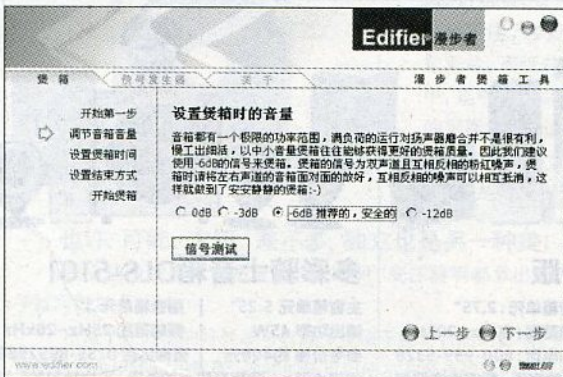 Edifier 漫步者
煲箱 信号发生器 关于 漫步者煲箱工具
开始第一步
调节音箱音量
设置煲箱时间
设置结束方式
开始煲箱
设置煲箱时的音量
音箱都有一个极限的功率范围，满负荷的运行对扬声器磨合并不是很有利，
慢工出细活，以中小音量煲箱往往能够获得更好的煲箱质量。因此我们建议
使用-6dB的信号来煲箱。煲箱的信号为双声道且互相反相的粉红噪声，煲
箱时请将左右声道的音箱面对面的放好，互相反相的噪声可以相互抵消，这
样就做到了安安静静的煲箱:-)
0dB -3dB -6dB 推荐的，安全的 -12dB
信号测试
上一步 下一步
www.edifier.com